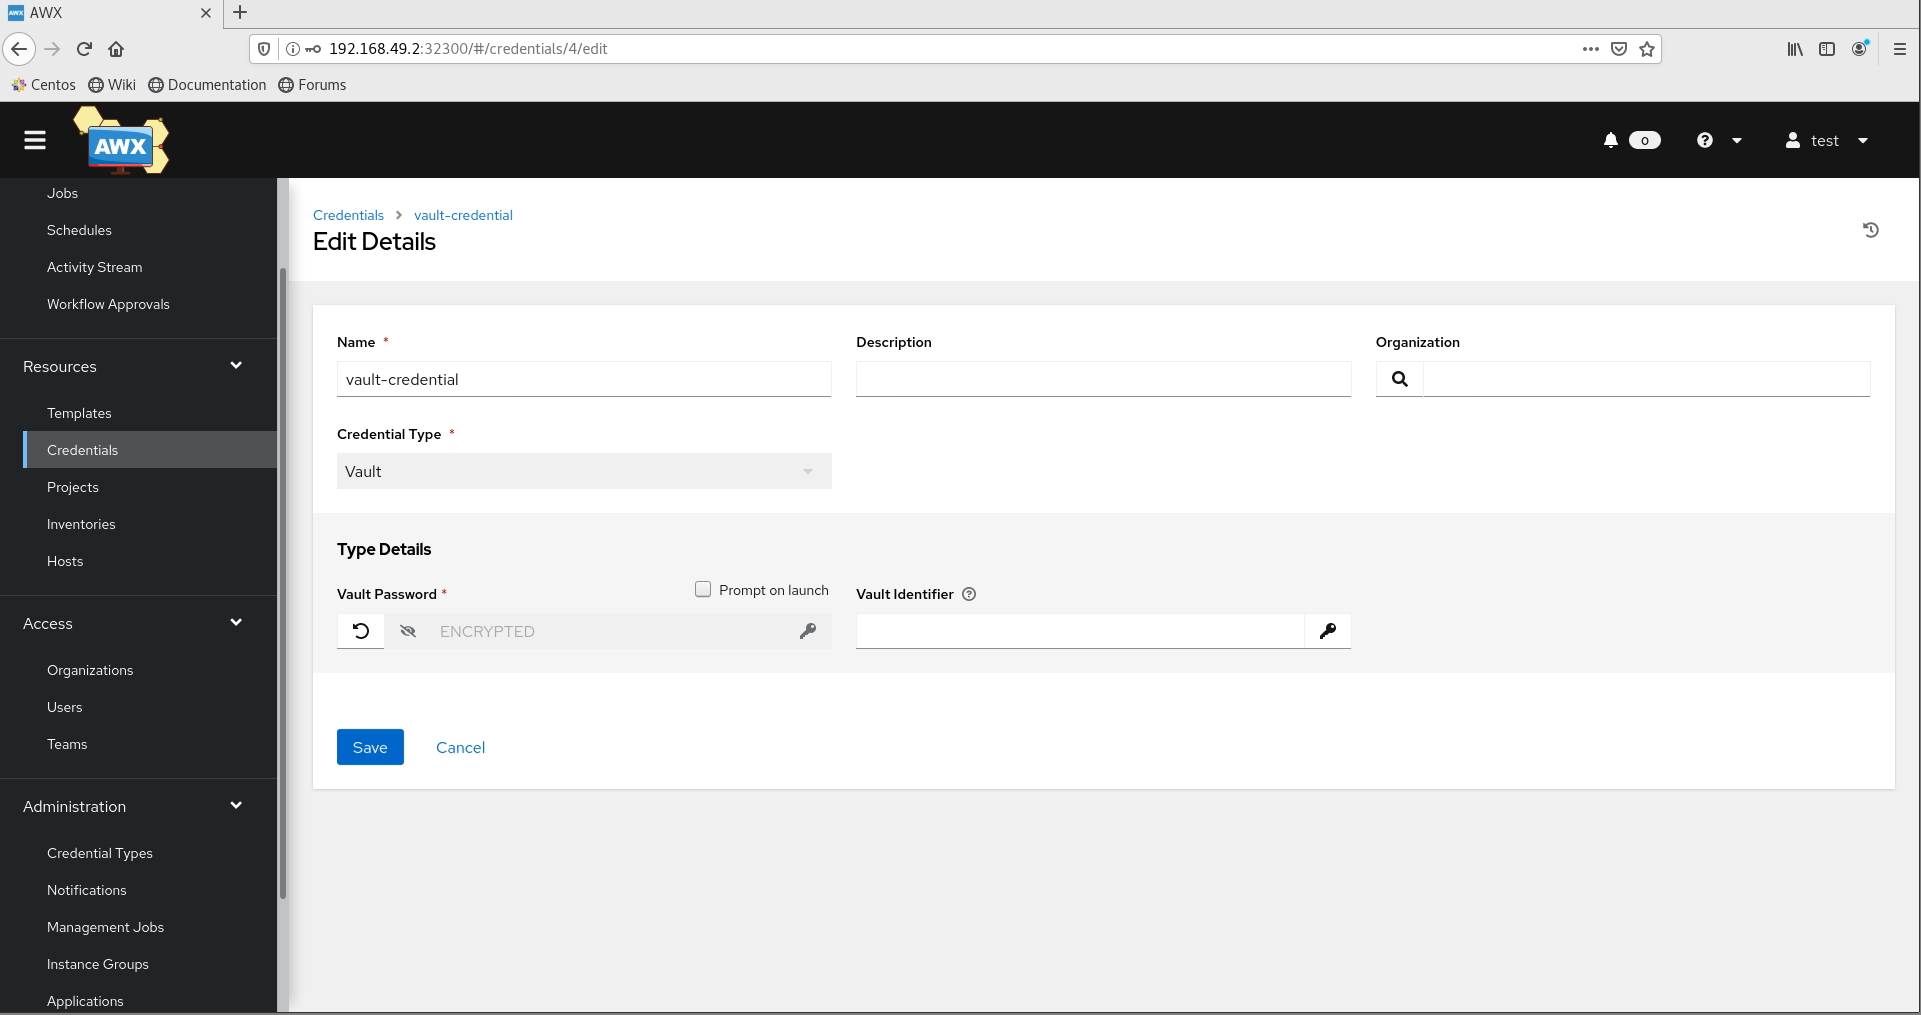 AWX
192.168.49.2:32300/#/credentials/4/edit
Centos Wiki Documentation Forums
AWX
0
test
Jobs
Schedules
Activity Stream
Workflow Approvals
Resources
Templates
Credentials
Projects
Inventories
Hosts
Access
Organizations
Users
Teams
Administration
Credential Types
Notifications
Management Jobs
Instance Groups
Applications
Credentials > vault-credential
Edit Details
Name * Description Organization
vault-credential
Credential Type *
Vault
Type Details
Vault Password * Prompt on launch Vault Identifier
ENCRYPTED
Save Cancel